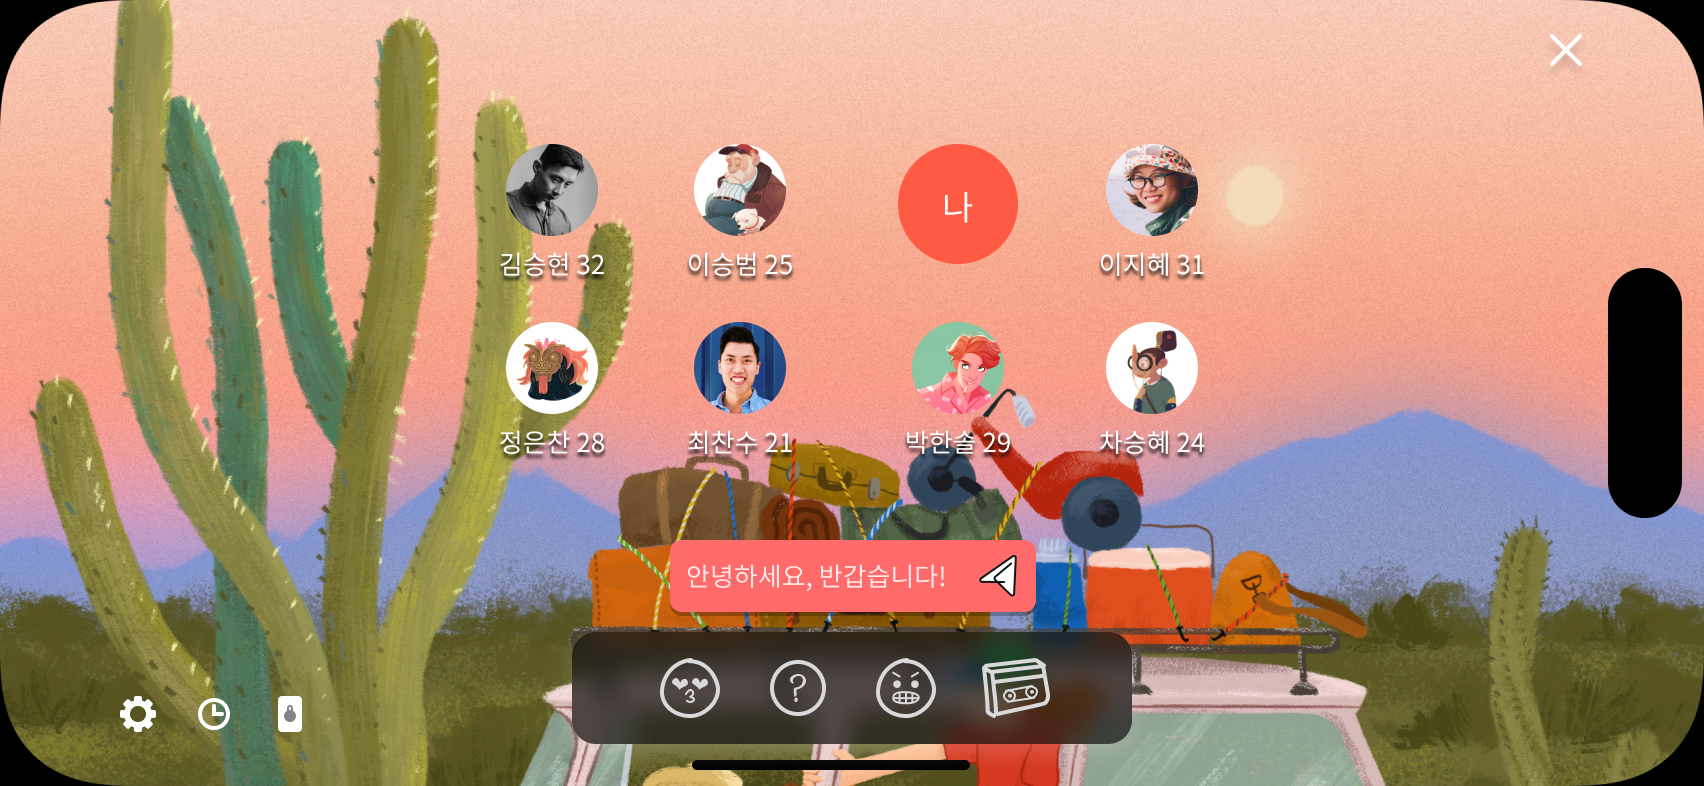 김승현 32
이승범 25
나
이지혜 31
정은찬 28
최찬수 21
박한솔 29
차승혜 24
안녕하세요, 반갑습니다!